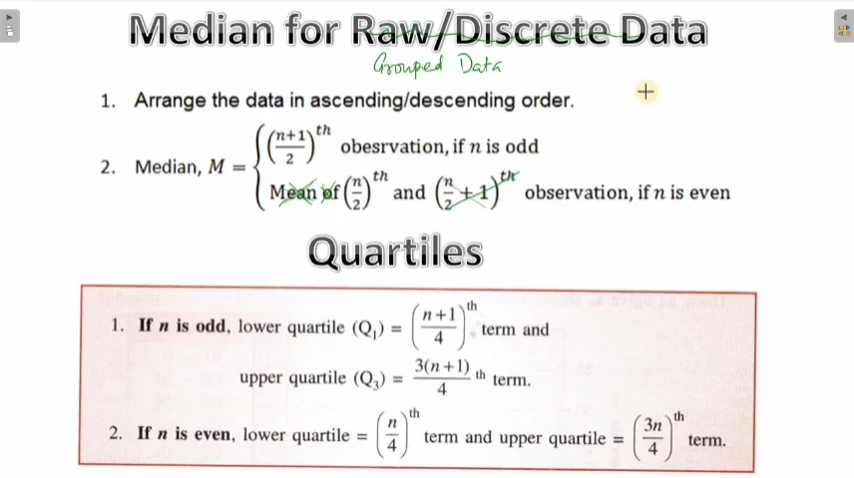 Median for Raw/Discrete Data
Grouped Data
1. Arrange the data in ascending/descending order.
2. Median, M = { ((n+1)/2)^th obesrvation, if n is odd
Mean of (n/2)^th and (n/2 + 1)^th observation, if n is even
Quartiles
1. If n is odd, lower quartile (Q₁) = ((n+1)/4)^th term and
upper quartile (Q₃) = 3(n+1)/4 th term.
2. If n is even, lower quartile = (n/4)^th term and upper quartile = (3n/4)^th term.